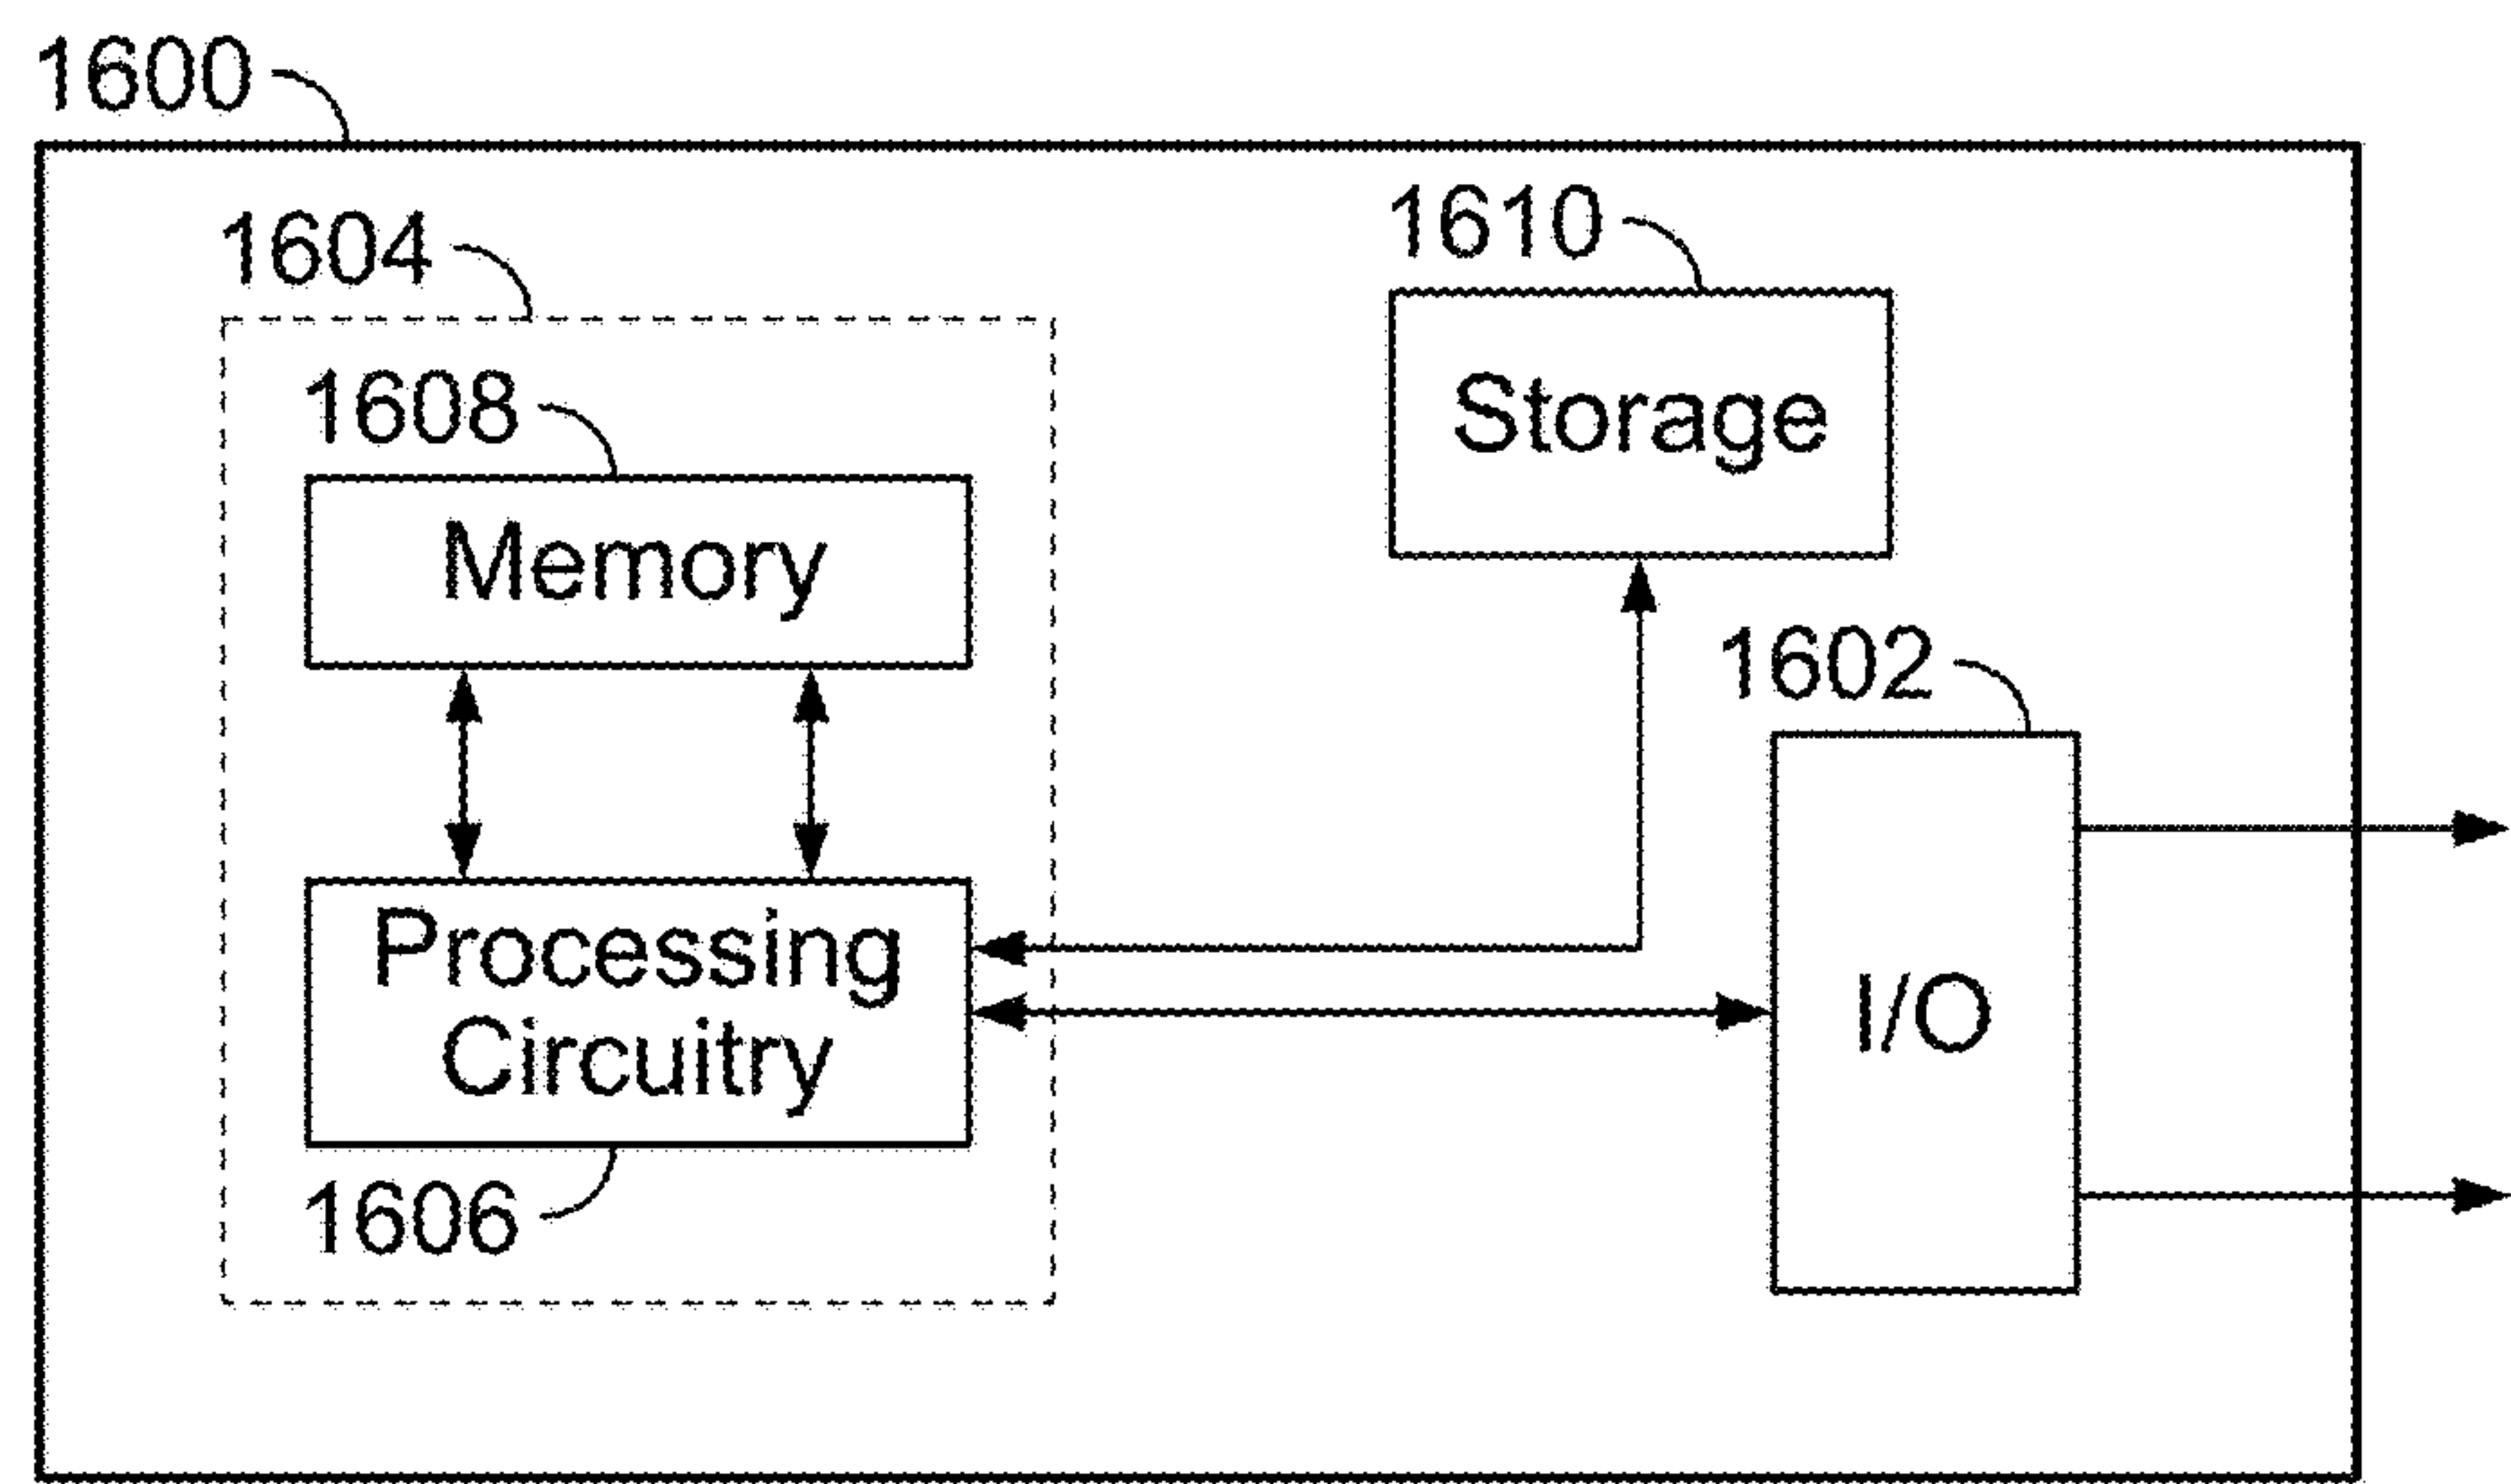 1600
1604
1610
1608
Storage
Memory
1602
Processing
Circuitry
I/O
1606